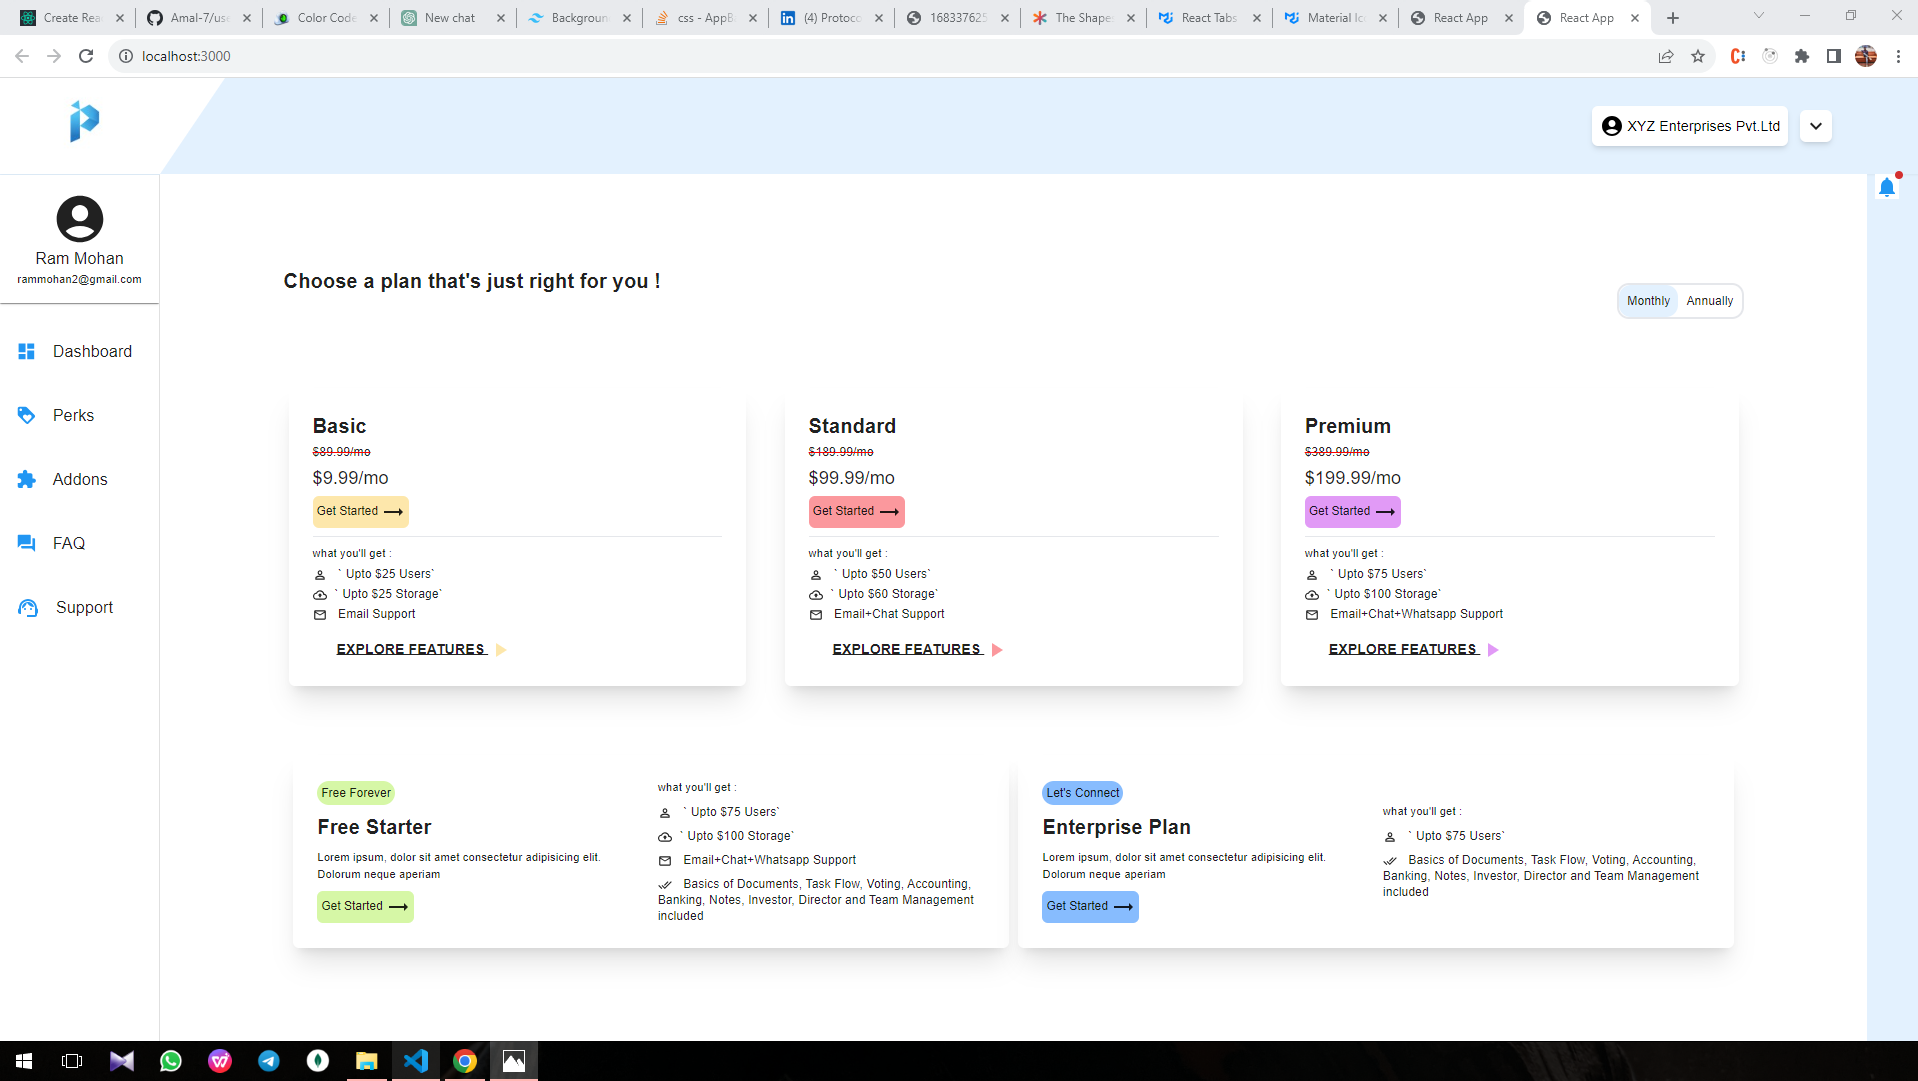 Create Rea
Amal-7/use
Color Code
New chat
Backgroun
css - AppBa
(4) Protocc
168337625
The Shape
React Tabs
Material Ic
React App
React App
localhost:3000
XYZ Enterprises Pvt.Ltd
Ram Mohan
rammohan2@gmail.com
Dashboard
Perks
Addons
FAQ
Support
Choose a plan that's just right for you !
Monthly Annually
Basic
$89.99/mo
$9.99/mo
Get Started
what you'll get :
` Upto $25 Users`
` Upto $25 Storage`
Email Support
EXPLORE FEATURES
Standard
$189.99/mo
$99.99/mo
Get Started
what you'll get :
` Upto $50 Users`
` Upto $60 Storage`
Email+Chat Support
EXPLORE FEATURES
Premium
$389.99/mo
$199.99/mo
Get Started
what you'll get :
` Upto $75 Users`
` Upto $100 Storage`
Email+Chat+Whatsapp Support
EXPLORE FEATURES
Free Forever
Free Starter
Lorem ipsum, dolor sit amet consectetur adipisicing elit.
Dolorum neque aperiam
Get Started
what you'll get :
` Upto $75 Users`
` Upto $100 Storage`
Email+Chat+Whatsapp Support
Basics of Documents, Task Flow, Voting, Accounting,
Banking, Notes, Investor, Director and Team Management
included
Let's Connect
Enterprise Plan
Lorem ipsum, dolor sit amet consectetur adipisicing elit.
Dolorum neque aperiam
Get Started
what you'll get :
` Upto $75 Users`
Basics of Documents, Task Flow, Voting, Accounting,
Banking, Notes, Investor, Director and Team Management
included